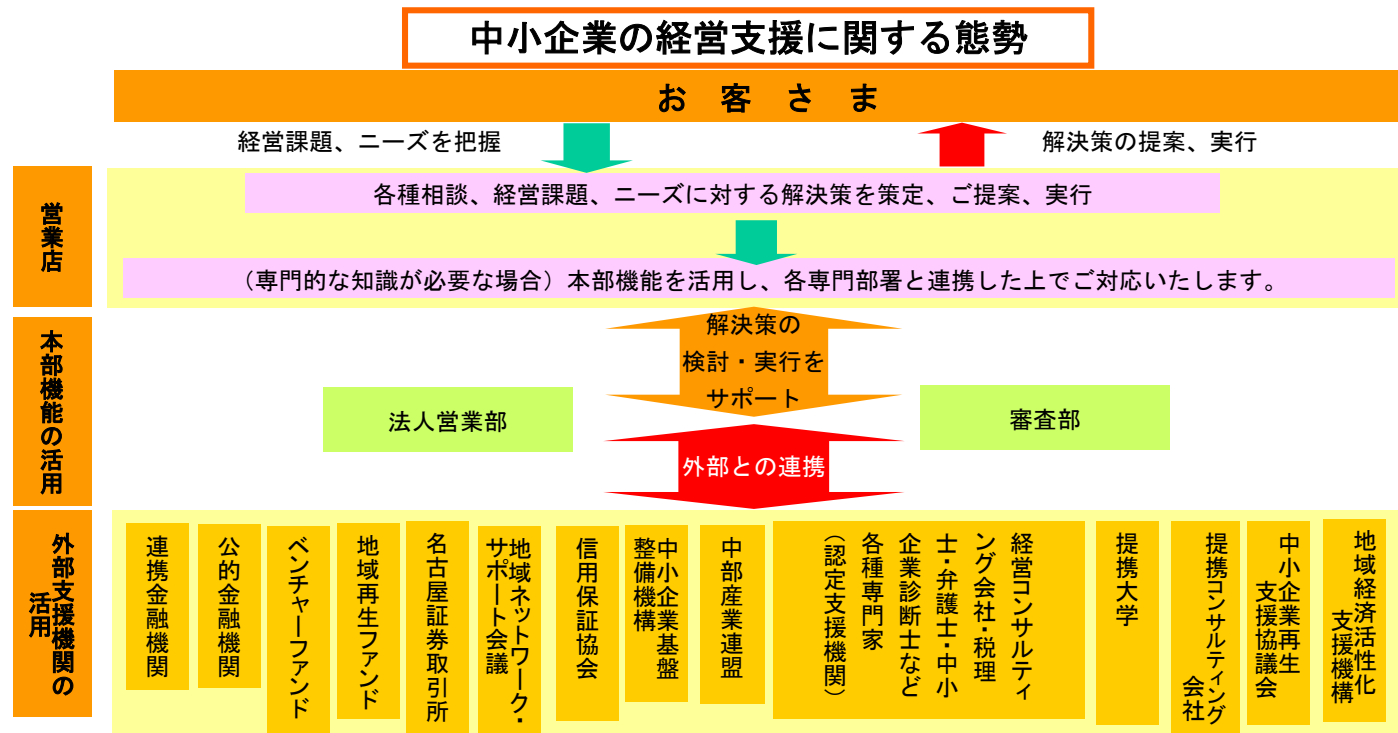 中小企業の経営支援に関する態勢
お 客 さ ま
経営課題、ニーズを把握
解決策の提案、実行
営業店
各種相談、経営課題、ニーズに対する解決策を策定、ご提案、実行
（専門的な知識が必要な場合）本部機能を活用し、各専門部署と連携した上でご対応いたします。
本部機能の活用
解決策の
検討・実行を
サポート
法人営業部
審査部
外部との連携
外部支援機関の
活用
連携金融機関
公的金融機関
ベンチャーファンド
地域再生ファンド
名古屋証券取引所
地域ネットワーク・
サポート会議
信用保証協会
中小企業基盤
整備機構
中部産業連盟
経営コンサルティ
ング会社・税理
士・弁護士・中小
企業診断士など
各種専門家
（認定支援機関）
提携大学
提携コンサルティング
会社
中小企業再生
支援協議会
地域経済活性化
支援機構